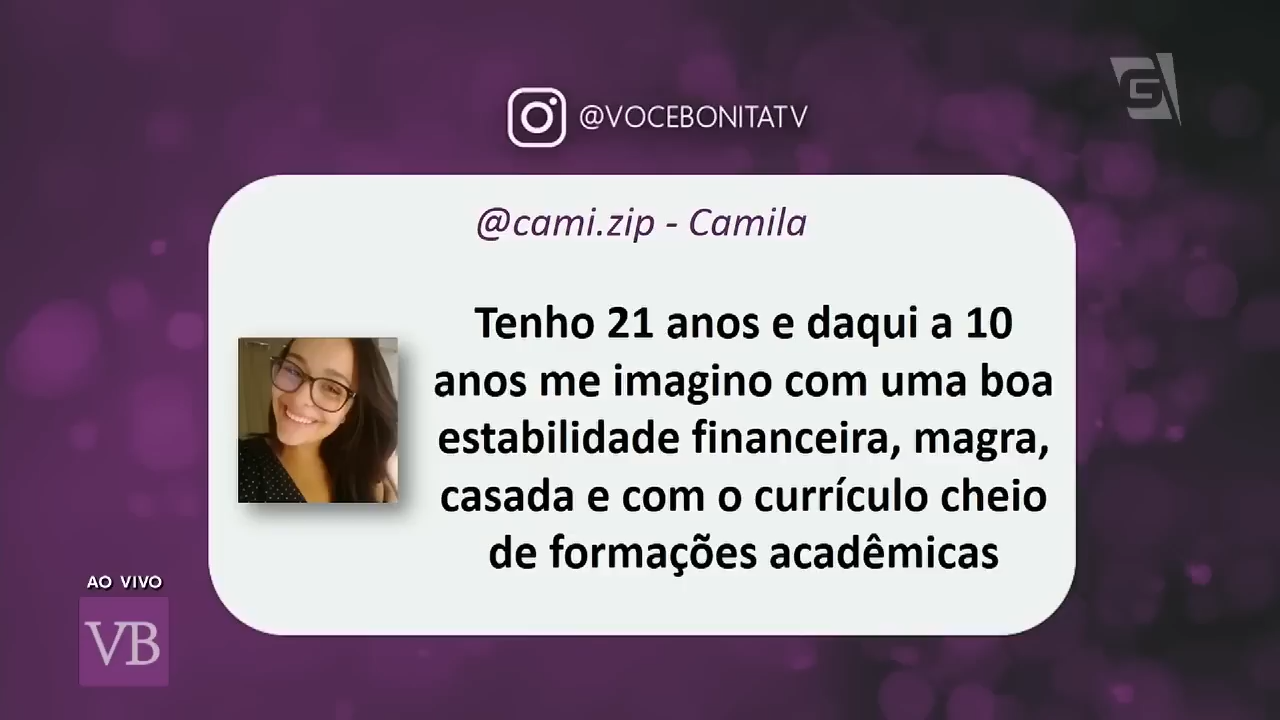 @VOCEBONITATV
@cami.zip - Camila
Tenho 21 anos e daqui a 10
anos me imagino com uma boa
estabilidade financeira, magra,
casada e com o currículo cheio
de formações acadêmicas
AO VIVO
VB